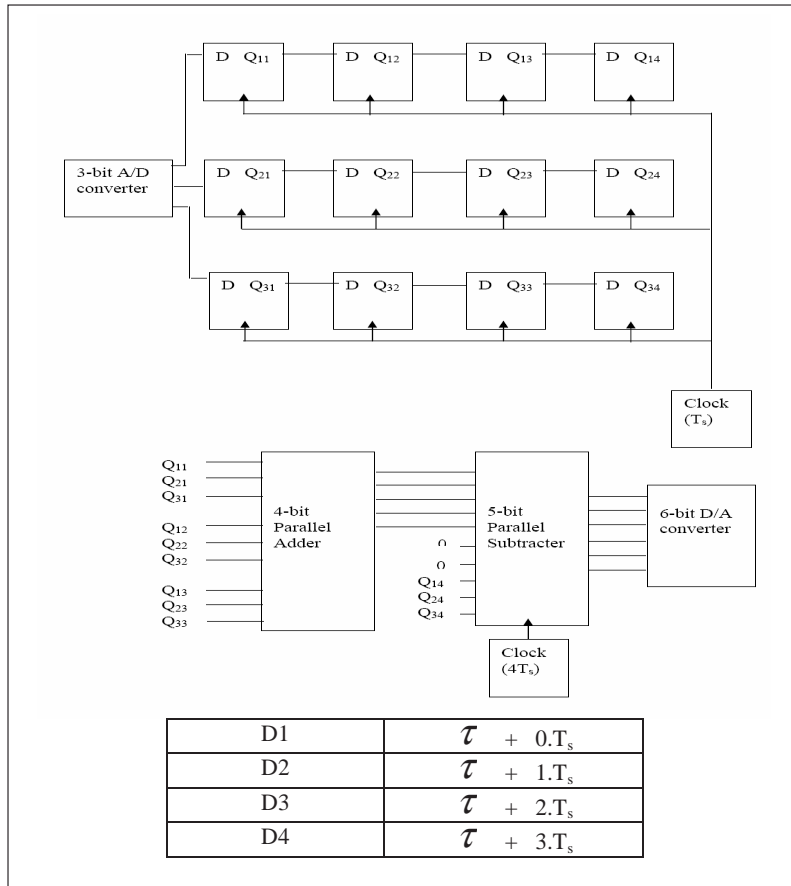 D Q11 D Q12 D Q13 D Q14
3-bit A/D
converter
D Q21 D Q22 D Q23 D Q24
D Q31 D Q32 D Q33 D Q34
Clock
(Ts)
Q11
Q21
Q31
Q12
Q22
Q32
Q13
Q23
Q33
4-bit
Parallel
Adder
0
0
Q14
Q24
Q34
5-bit
Parallel
Subtracter
6-bit D/A
converter
Clock
(4Ts)
D1 τ + 0.Ts
D2 τ + 1.Ts
D3 τ + 2.Ts
D4 τ + 3.Ts